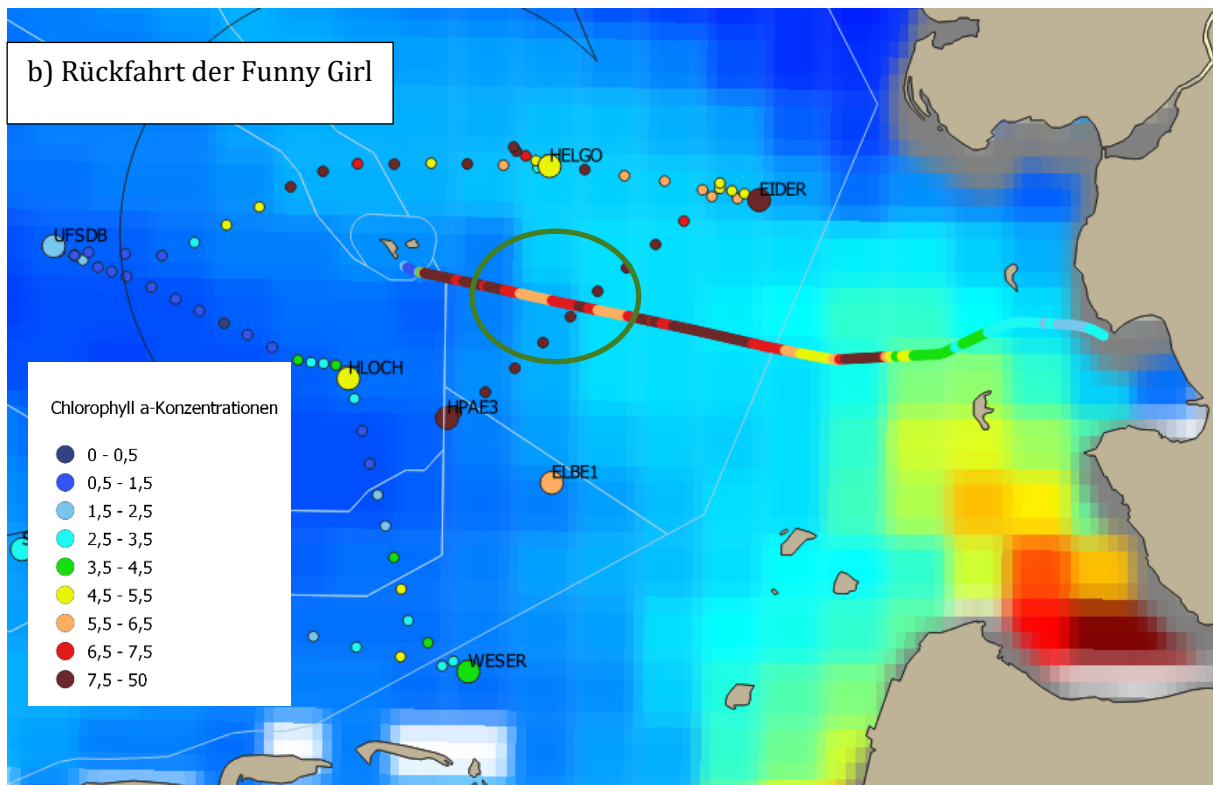 b) Rückfahrt der Funny Girl
HELGO
EIDER
UFSDB
HLOCH
HPAE3
ELBE1
WESER
S
Chlorophyll a-Konzentrationen
0 - 0,5
0,5 - 1,5
1,5 - 2,5
2,5 - 3,5
3,5 - 4,5
4,5 - 5,5
5,5 - 6,5
6,5 - 7,5
7,5 - 50